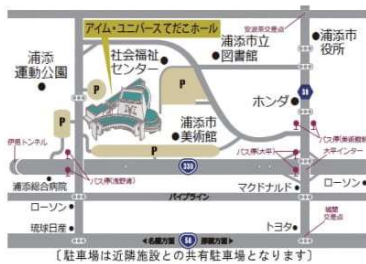 アイム・ユニバースてだこホール
安波茶交差点
浦添
運動公園
社会福祉
センター
浦添市立
図書館
浦添市
役所
P
P
38
ホンダ
P
浦添市
美術館
P
バス停(美術館前)
伊祖トンネル
330
バス停(大平)
大平インター
浦添総合病院
バス停(浅野浦)
マクドナルド
ローソン
パイプライン
ローソン
城間
交差点
琉球日産
トヨタ
◀名護方面
58
那覇方面▶
〔駐車場は近隣施設との共有駐車場となります〕